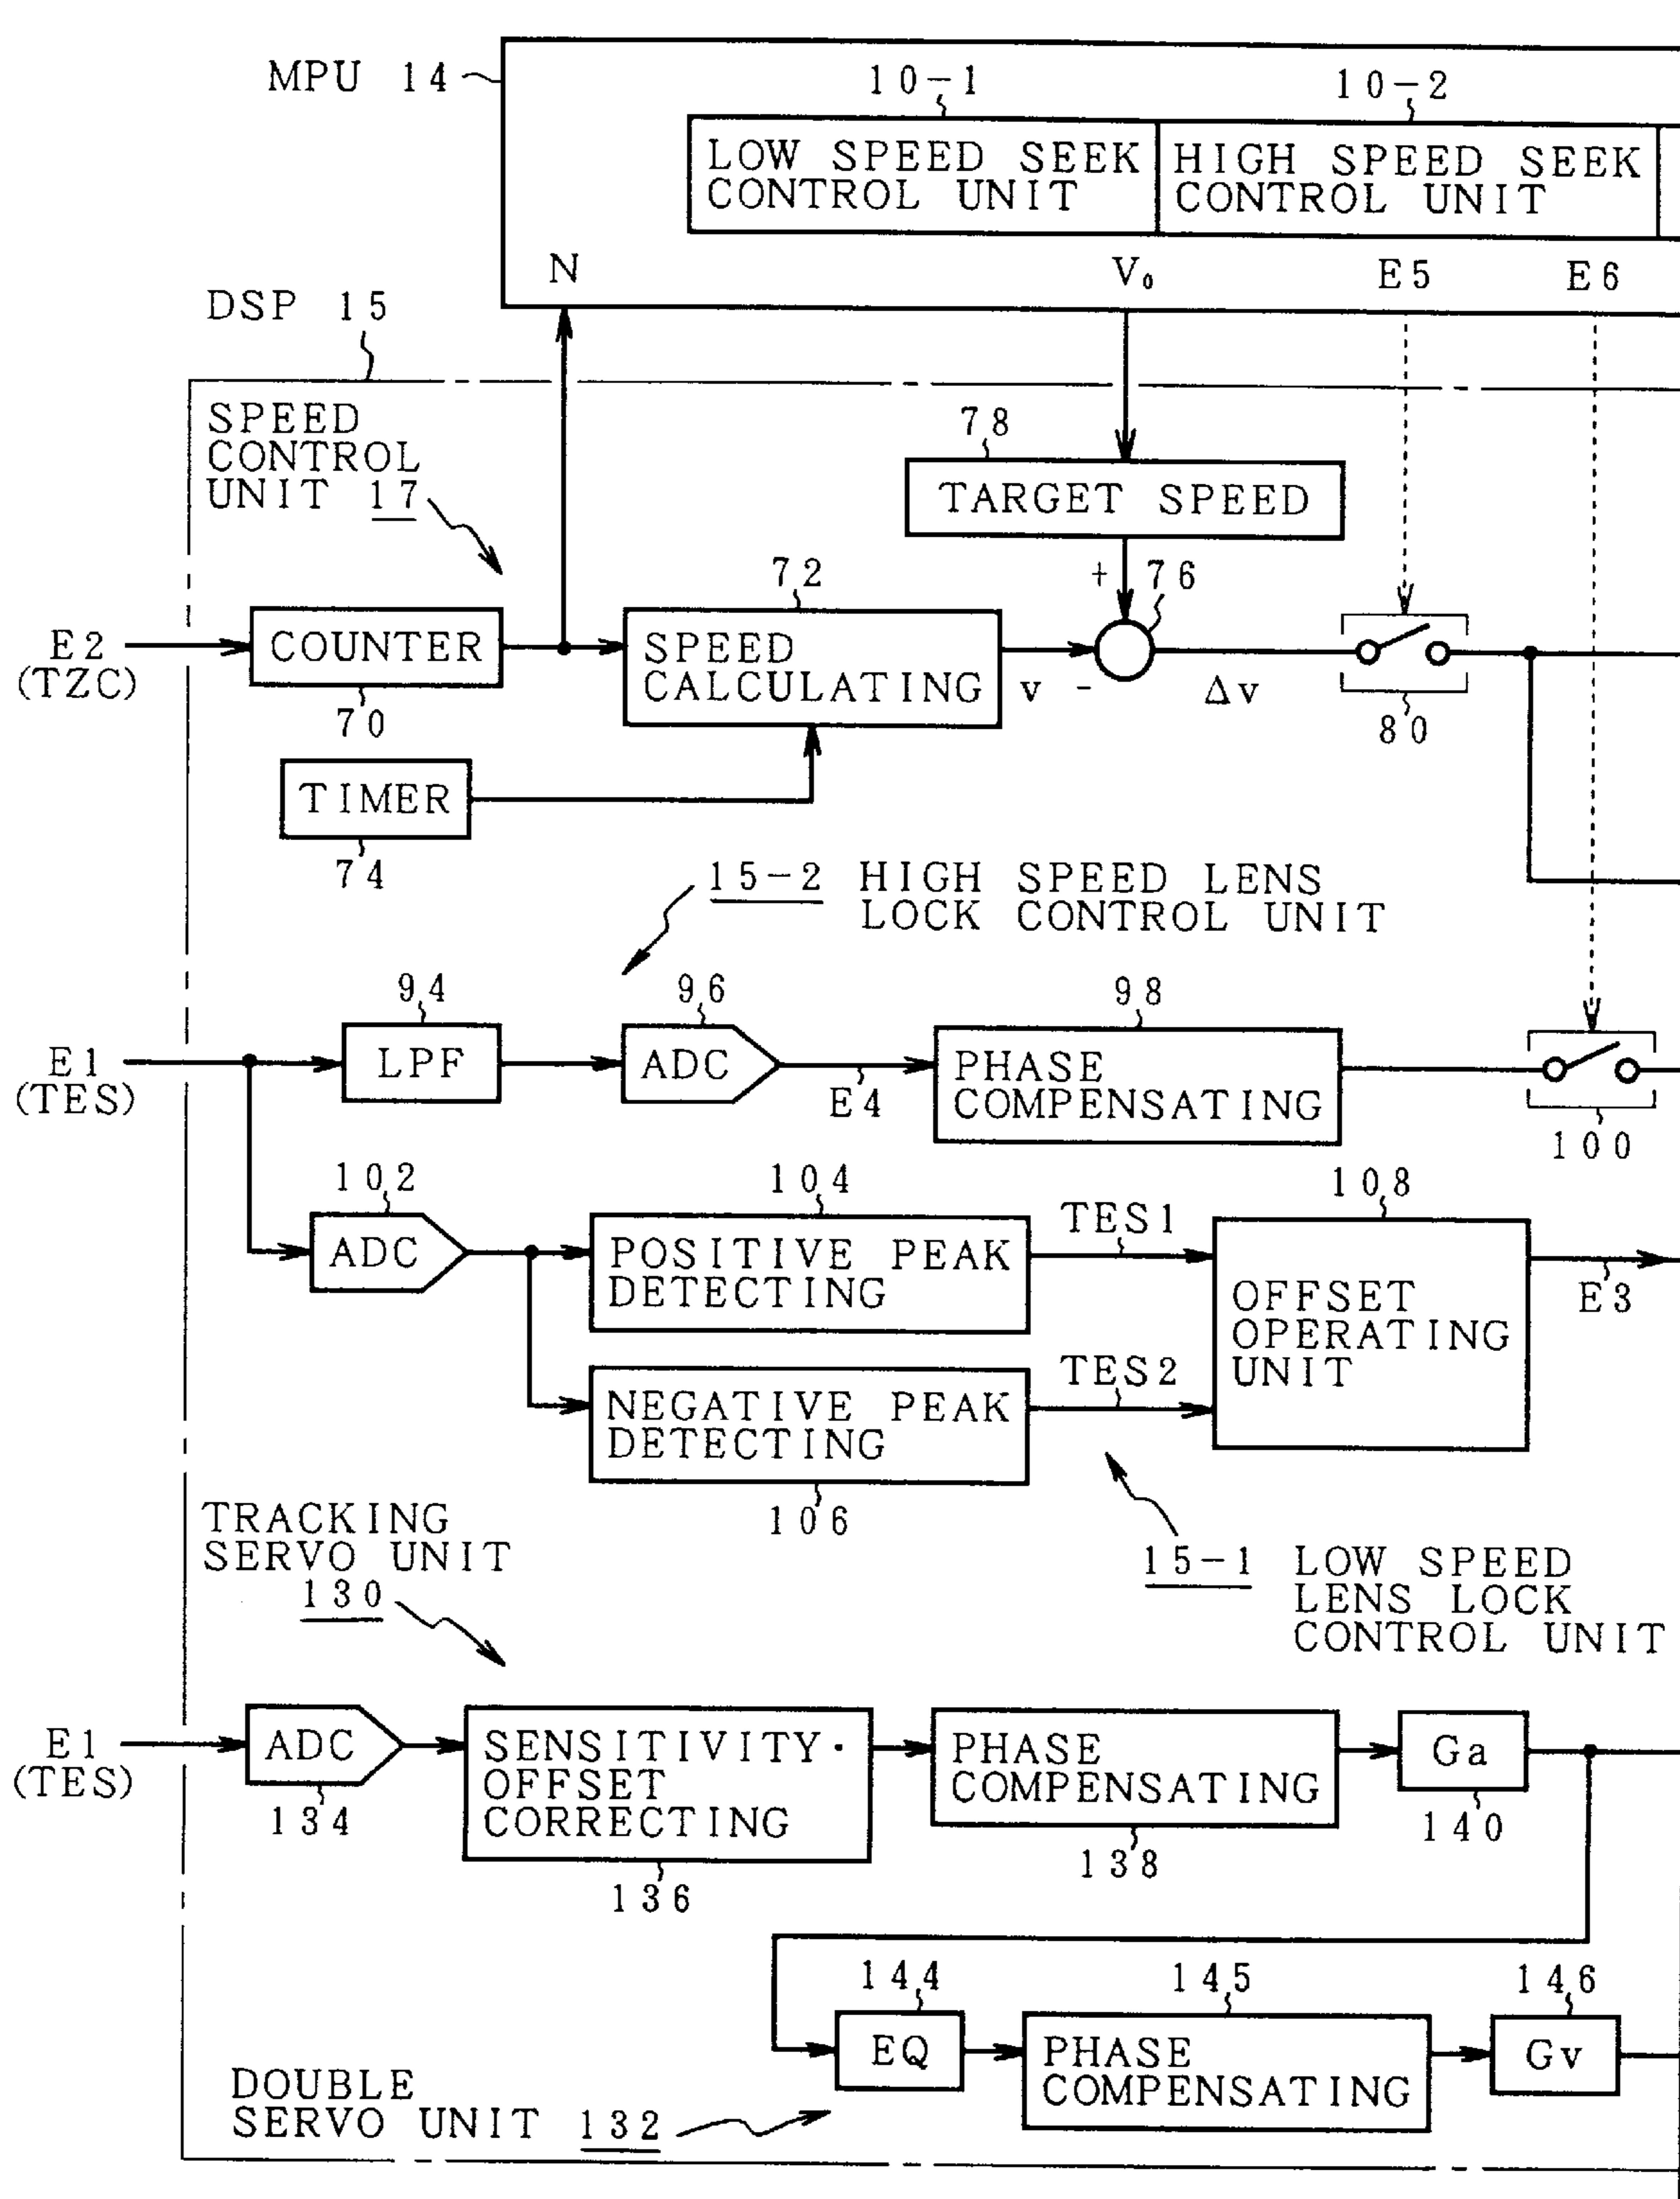 MPU 14
10-1
10-2
LOW SPEED SEEK
CONTROL UNIT
HIGH SPEED SEEK
CONTROL UNIT
N
V₀
E5
E6
DSP 15
SPEED
CONTROL
UNIT 17
78
TARGET SPEED
+
76
72
E2
(TZC)
COUNTER
70
SPEED
CALCULATING
v
-
Δv
80
TIMER
74
15-2 HIGH SPEED LENS
LOCK CONTROL UNIT
94
96
98
E1
(TES)
LPF
ADC
E4
PHASE
COMPENSATING
100
102
104
108
ADC
POSITIVE PEAK
DETECTING
TES1
OFFSET
OPERATING
UNIT
E3
NEGATIVE PEAK
DETECTING
TES2
106
TRACKING
SERVO UNIT
130
15-1 LOW SPEED
LENS LOCK
CONTROL UNIT
E1
(TES)
ADC
134
SENSITIVITY·
OFFSET
CORRECTING
136
PHASE
COMPENSATING
138
Ga
140
144
145
146
EQ
PHASE
COMPENSATING
Gv
DOUBLE
SERVO UNIT 132